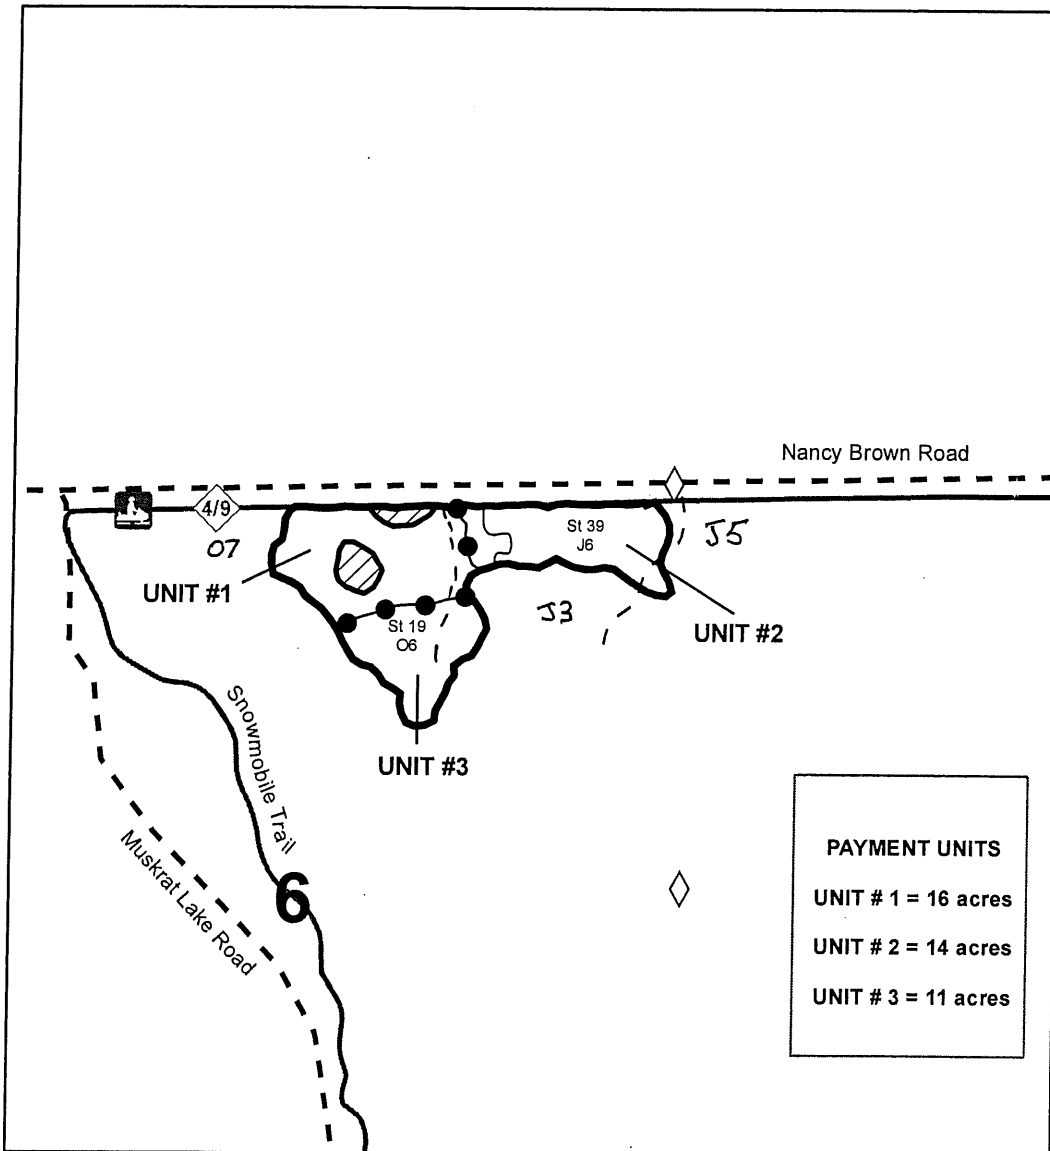 Nancy Brown Road
4/9
O7
St 39
J6
J5
UNIT #1
J3
UNIT #2
St 19
O6
UNIT #3
Snowmobile Trail
Muskrat Lake Road
6
PAYMENT UNITS
UNIT # 1 = 16 acres
UNIT # 2 = 14 acres
UNIT # 3 = 11 acres